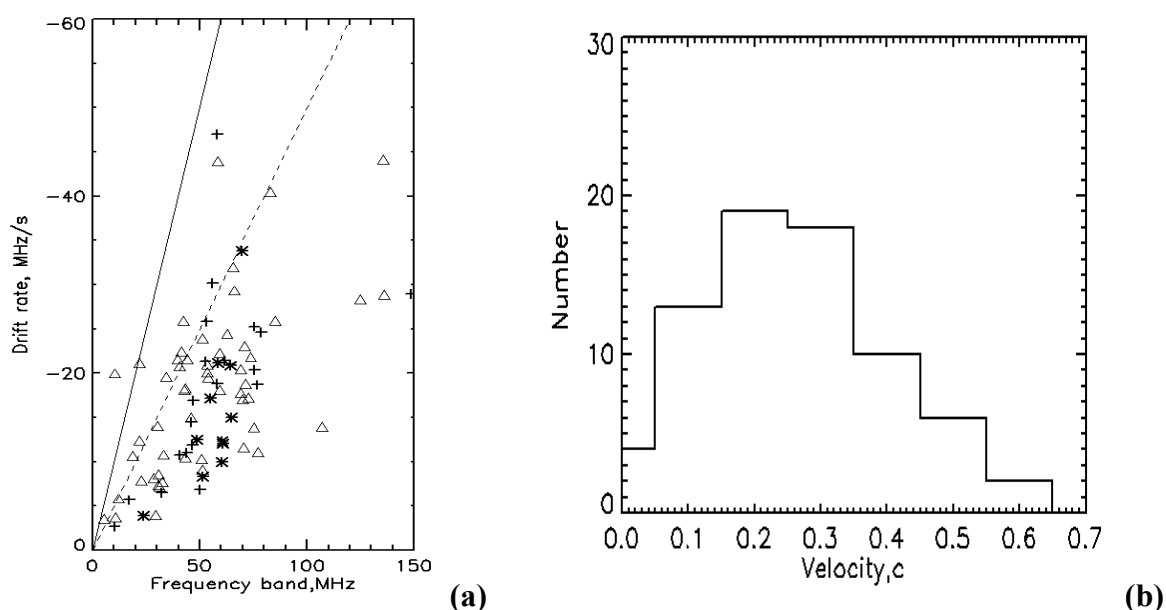 -60
-40
-20
0
Drift rate, MHz/s
0 50 100 150
Frequency band,MHz
(a)
30
20
10
0
Number
0.0 0.1 0.2 0.3 0.4 0.5 0.6 0.7
Velocity,c
(b)